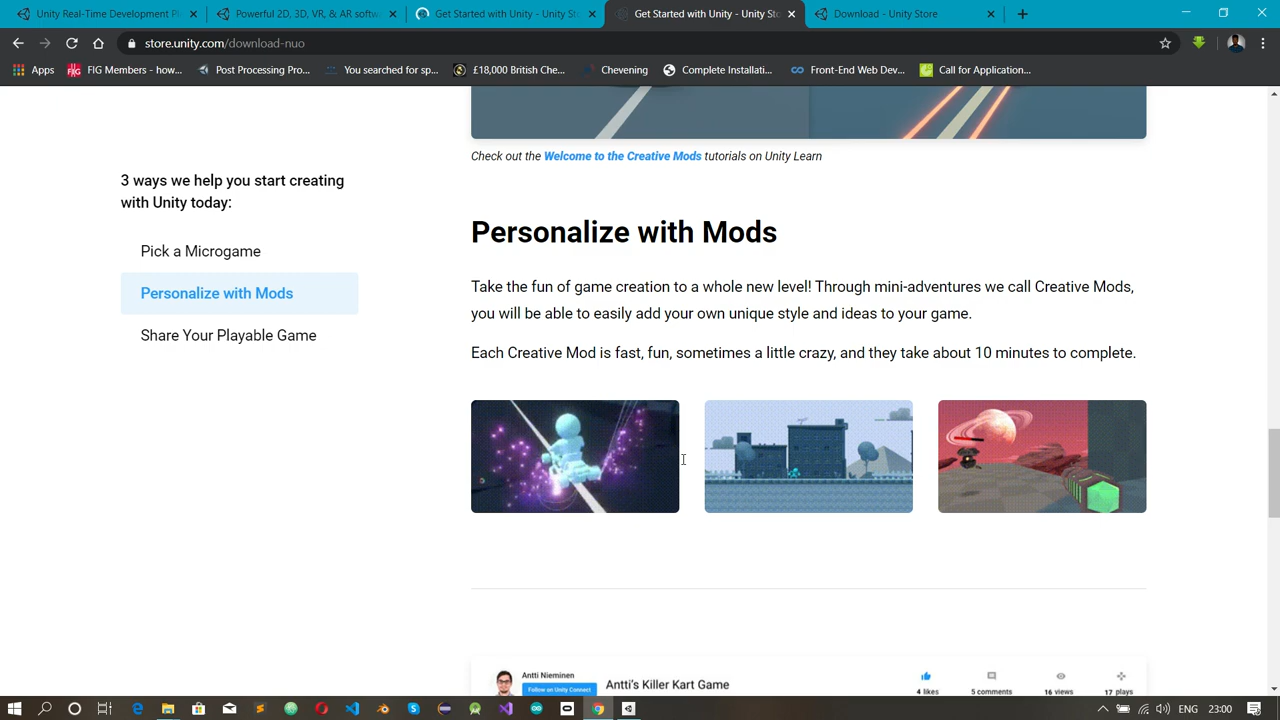 Unity Real-Time Development Pl
Powerful 2D, 3D, VR, & AR softw
Get Started with Unity - Unity Sto
Get Started with Unity - Unity Sto
Download - Unity Store
store.unity.com/download-nuo
Apps
FIG Members - how...
Post Processing Pro...
You searched for sp...
£18,000 British Che...
Chevening
Complete Installati...
Front-End Web Dev...
Call for Application...
Check out the Welcome to the Creative Mods tutorials on Unity Learn
3 ways we help you start creating
with Unity today:
Pick a Microgame
Personalize with Mods
Share Your Playable Game
Personalize with Mods
Take the fun of game creation to a whole new level! Through mini-adventures we call Creative Mods,
you will be able to easily add your own unique style and ideas to your game.
Each Creative Mod is fast, fun, sometimes a little crazy, and they take about 10 minutes to complete.
Antti Nieminen
Follow on Unity Connect
Antti's Killer Kart Game
4 likes
5 comments
16 views
17 plays
ENG
23:00